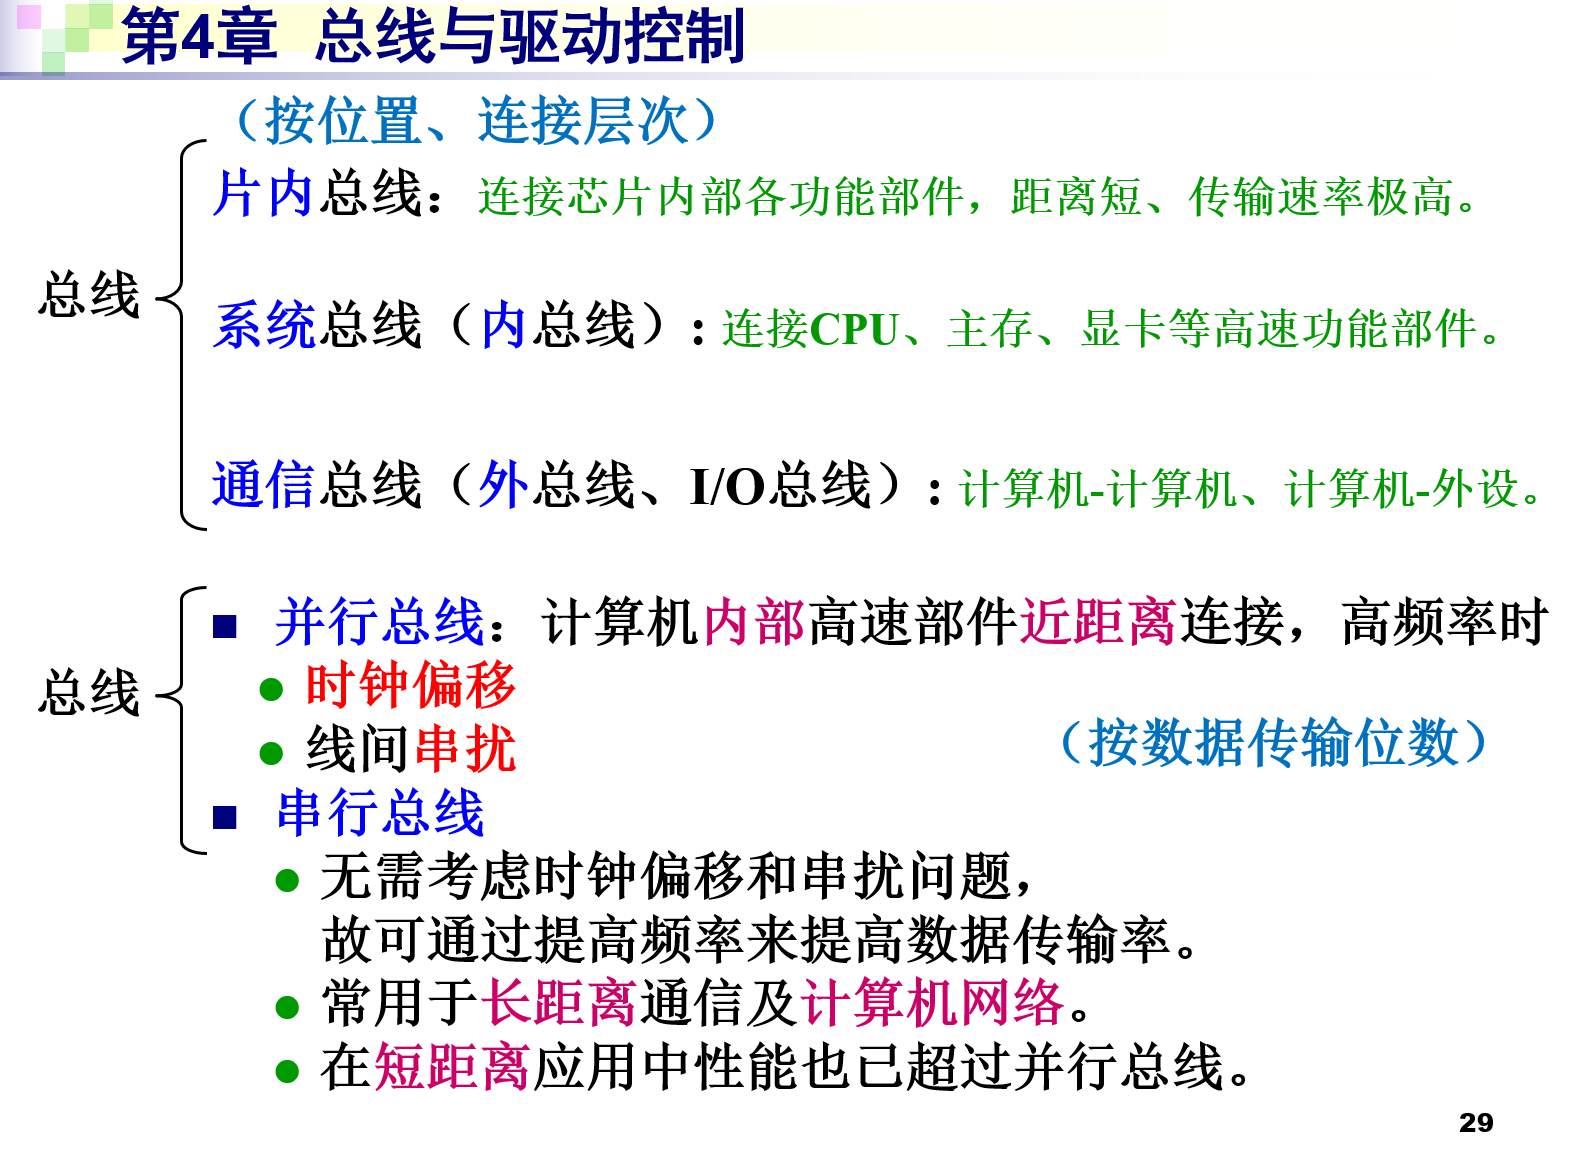 第4章 总线与驱动控制
（按位置、连接层次）
片内总线：连接芯片内部各功能部件，距离短、传输速率极高。
总线
系统总线（内总线）：连接CPU、主存、显卡等高速功能部件。
通信总线（外总线、I/O总线）：计算机-计算机、计算机-外设。
并行总线：计算机内部高速部件近距离连接，高频率时
时钟偏移
总线
线间串扰
（按数据传输位数）
串行总线
无需考虑时钟偏移和串扰问题，
故可通过提高频率来提高数据传输率。
常用于长距离通信及计算机网络。
在短距离应用中性能也已超过并行总线。
29